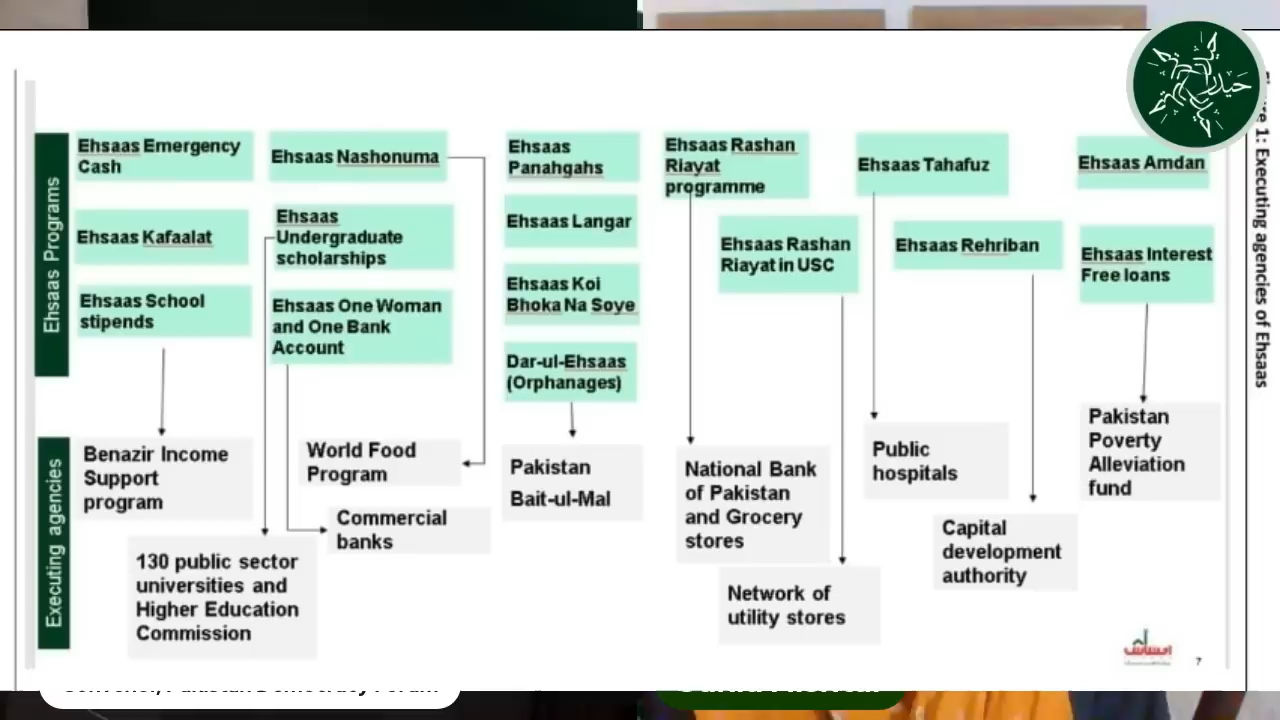 Ehsaas Programs
Ehsaas Emergency
Cash
Ehsaas Kafaalat
Ehsaas School
stipends
Ehsaas Nashonuma
Ehsaas
Undergraduate
scholarships
Ehsaas One Woman
and One Bank
Account
Ehsaas
Panahgahs
Ehsaas Langar
Ehsaas Koi
Bhoka Na Soye
Dar-ul-Ehsaas
(Orphanages)
Ehsaas Rashan
Riayat
programme
Ehsaas Rashan
Riayat in USC
Ehsaas Tahafuz
Ehsaas Rehriban
Ehsaas Amdan
Ehsaas Interest
Free loans
Executing agencies
Benazir Income
Support
program
130 public sector
universities and
Higher Education
Commission
World Food
Program
Commercial
banks
Pakistan
Bait-ul-Mal
National Bank
of Pakistan
and Grocery
stores
Network of
utility stores
Public
hospitals
Capital
development
authority
Pakistan
Poverty
Alleviation
fund
1: Executing agencies of Ehsaas
احساس
7